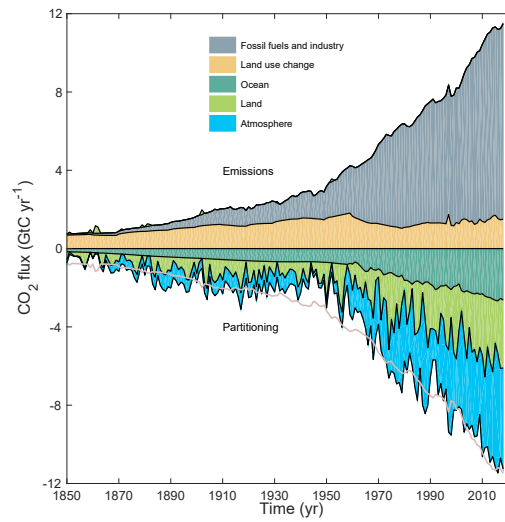 12
8
4
0
-4
-8
-12
CO2 flux (GtC yr-1)
Fossil fuels and industry
Land use change
Ocean
Land
Atmosphere
Emissions
Partitioning
1850 1870 1890 1910 1930 1950 1970 1990 2010
Time (yr)